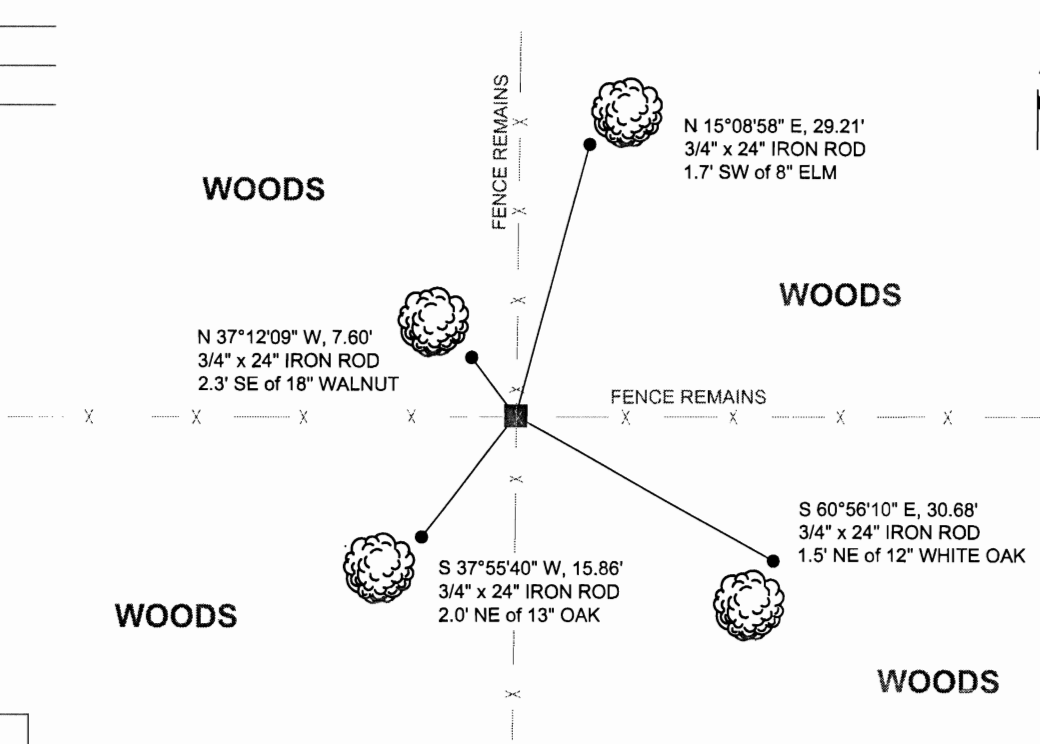 FENCE REMAINS
N 15°08'58" E, 29.21'
3/4" x 24" IRON ROD
1.7' SW of 8" ELM
WOODS
WOODS
N 37°12'09" W, 7.60'
3/4" x 24" IRON ROD
2.3' SE of 18" WALNUT
FENCE REMAINS
S 60°56'10" E, 30.68'
3/4" x 24" IRON ROD
1.5' NE of 12" WHITE OAK
S 37°55'40" W, 15.86'
3/4" x 24" IRON ROD
2.0' NE of 13" OAK
WOODS
WOODS